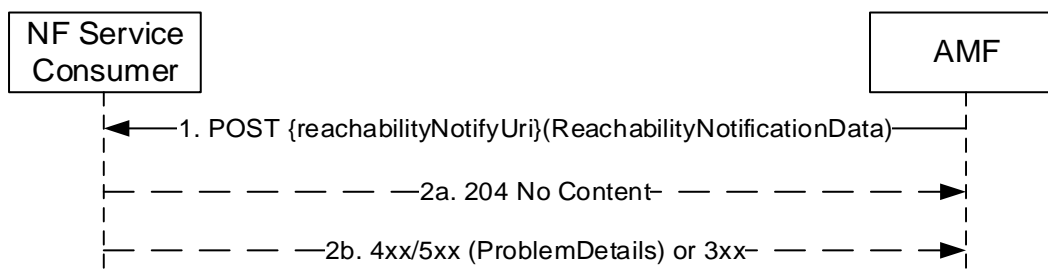 NF Service
Consumer
AMF
1. POST {reachabilityNotifyUri}(ReachabilityNotificationData)
2a. 204 No Content
2b. 4xx/5xx (ProblemDetails) or 3xx